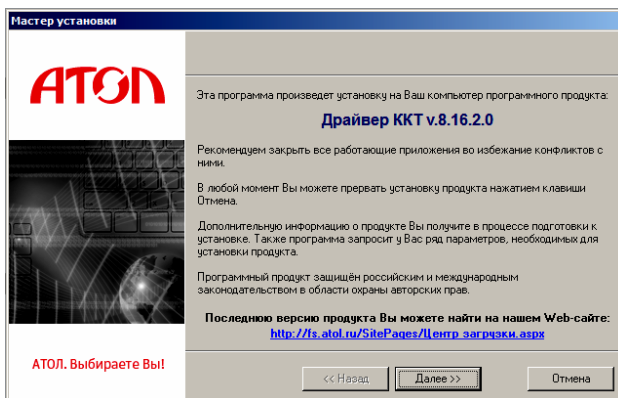 Мастер установки
АТОЛ
Эта программа произведет установку на Ваш компьютер программного продукта:
Драйвер ККТ v.8.16.2.0
Рекомендуем закрыть все работающие приложения во избежание конфликтов с
ними.
В любой момент Вы можете прервать установку продукта нажатием клавиши
Отмена.
Дополнительную информацию о продукте Вы получите в процессе подготовки к
установке. Также программа запросит у Вас ряд параметров, необходимых для
установки продукта.
Программный продукт защищён российским и международным
законодательством в области охраны авторских прав.
Последнюю версию продукта Вы можете найти на нашем Web-сайте:
http://fs.atol.ru/SitePages/Центр загрузки.aspx
АТОЛ. Выбираете Вы!
<< Назад
Далее >>
Отмена